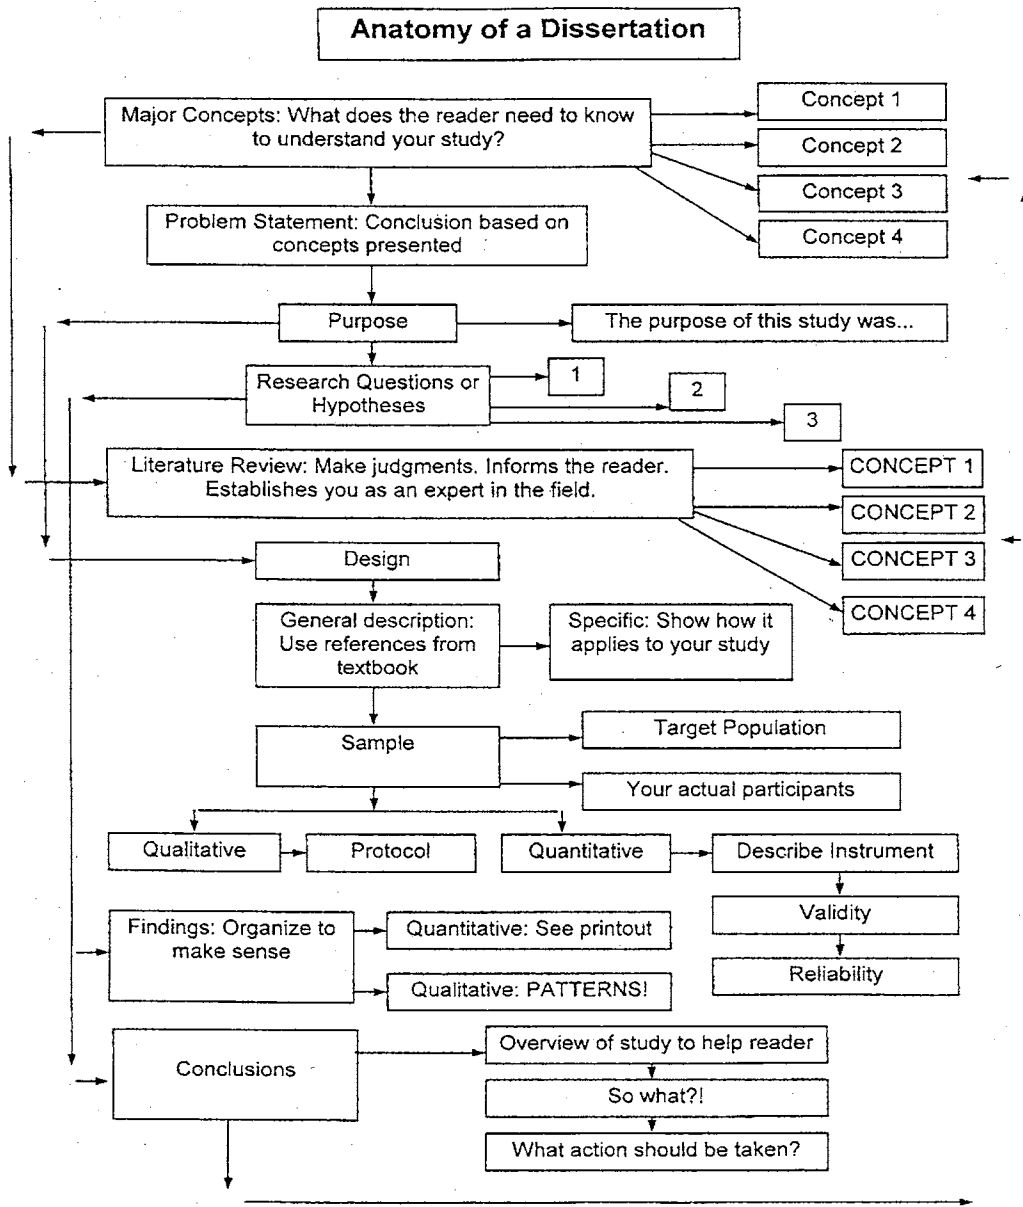 Anatomy of a Dissertation
Major Concepts: What does the reader need to know
to understand your study?
Concept 1
Concept 2
Concept 3
Concept 4
Problem Statement: Conclusion based on
concepts presented
Purpose
The purpose of this study was...
Research Questions or
Hypotheses
1
2
3
Literature Review: Make judgments. Informs the reader.
Establishes you as an expert in the field.
CONCEPT 1
CONCEPT 2
CONCEPT 3
CONCEPT 4
Design
General description:
Use references from
textbook
Specific: Show how it
applies to your study
Sample
Target Population
Your actual participants
Qualitative
Protocol
Quantitative
Describe Instrument
Validity
Reliability
Findings: Organize to
make sense
Quantitative: See printout
Qualitative: PATTERNS!
Conclusions
Overview of study to help reader
So what?!
What action should be taken?